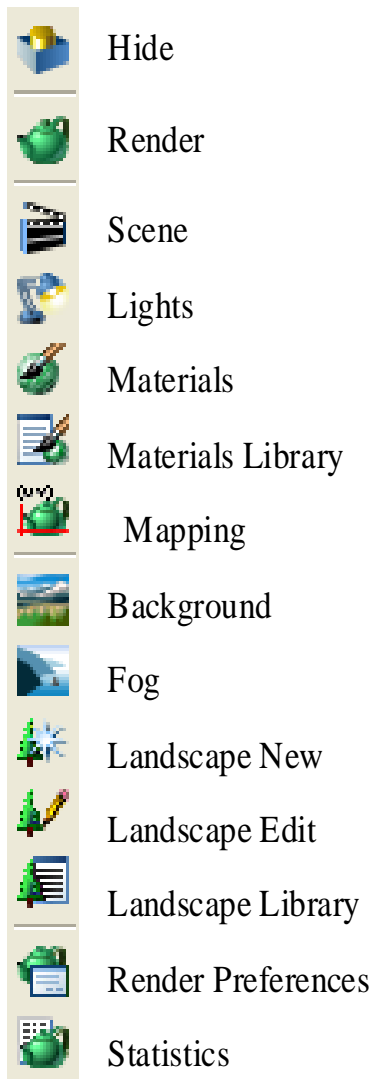 Hide
Render
Scene
Lights
Materials
Materials Library
(UVV)
Mapping
Background
Fog
Landscape New
Landscape Edit
Landscape Library
Render Preferences
Statistics